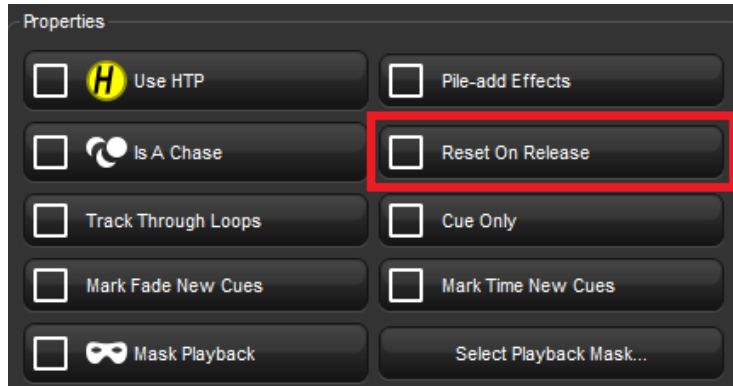 Properties
H Use HTP
Pile-add Effects
Is A Chase
Reset On Release
Track Through Loops
Cue Only
Mark Fade New Cues
Mark Time New Cues
Mask Playback
Select Playback Mask...